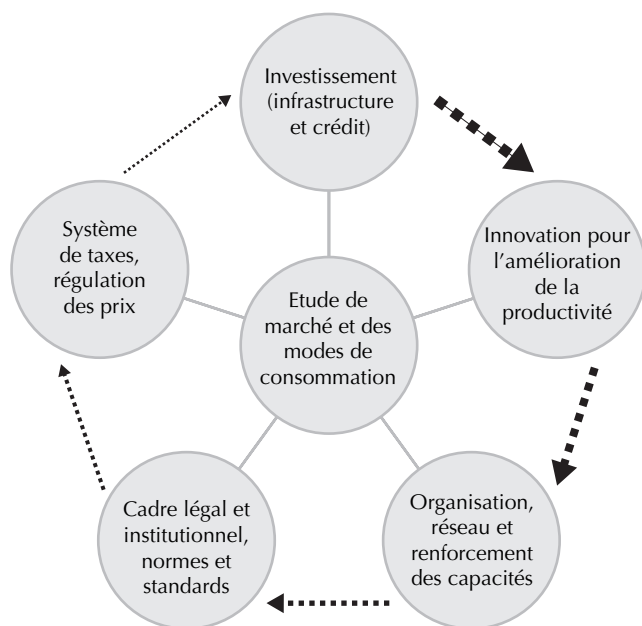 Investissement
(infrastructure
et crédit)
Système
de taxes,
régulation
des prix
Innovation pour
l'amélioration
de la
productivité
Etude de
marché et des
modes de
consommation
Cadre légal et
institutionnel,
normes et
standards
Organisation,
réseau et
renforcement
des capacités